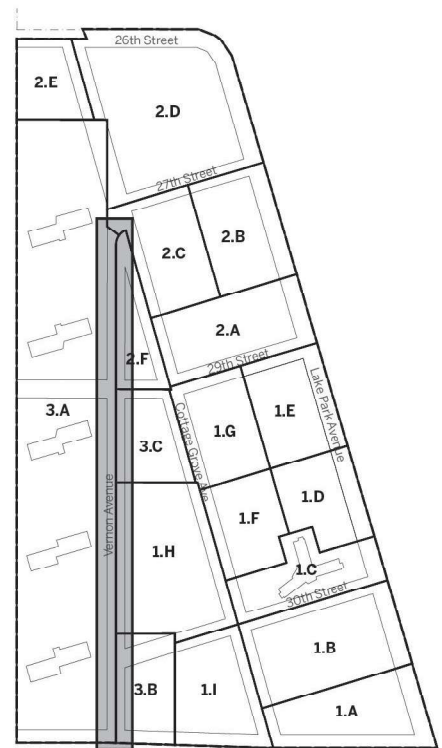 26th Street
2.E
2.D
27th Street
2.B
2.C
2.A
2.F
29th Street
3.A
Cottage Grove Ave
1.E
Lake Park Avenue
1.G
3.C
1.D
1.F
Vernon Avenue
1.H
1.C
30th Street
1.B
3.B
1.I
1.A